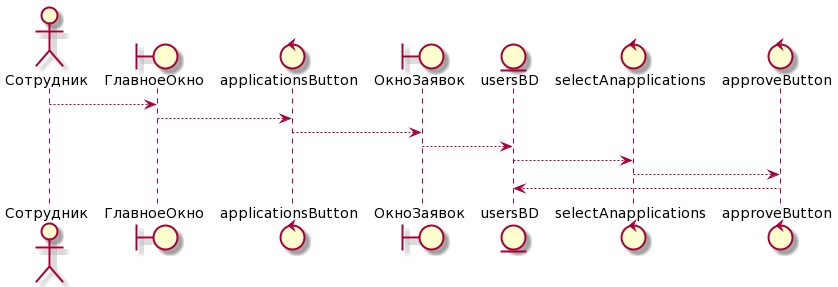 Сотрудник ГлавноеОкно applicationsButton ОкноЗаявок usersBD selectAnapplications approveButton
Сотрудник ГлавноеОкно applicationsButton ОкноЗаявок usersBD selectAnapplications approveButton